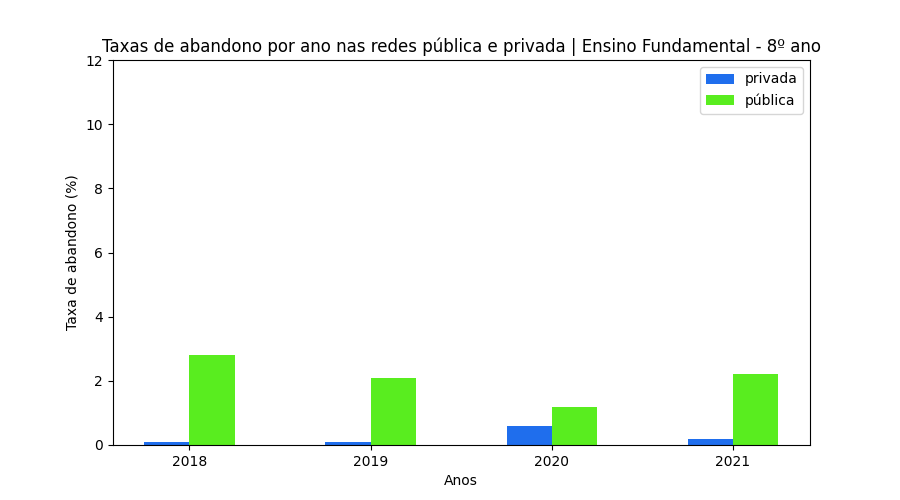 Taxas de abandono por ano nas redes pública e privada | Ensino Fundamental - 8º ano
12
10
8
6
4
2
0
Taxa de abandono (%)
privada
pública
2018 2019 2020 2021
Anos